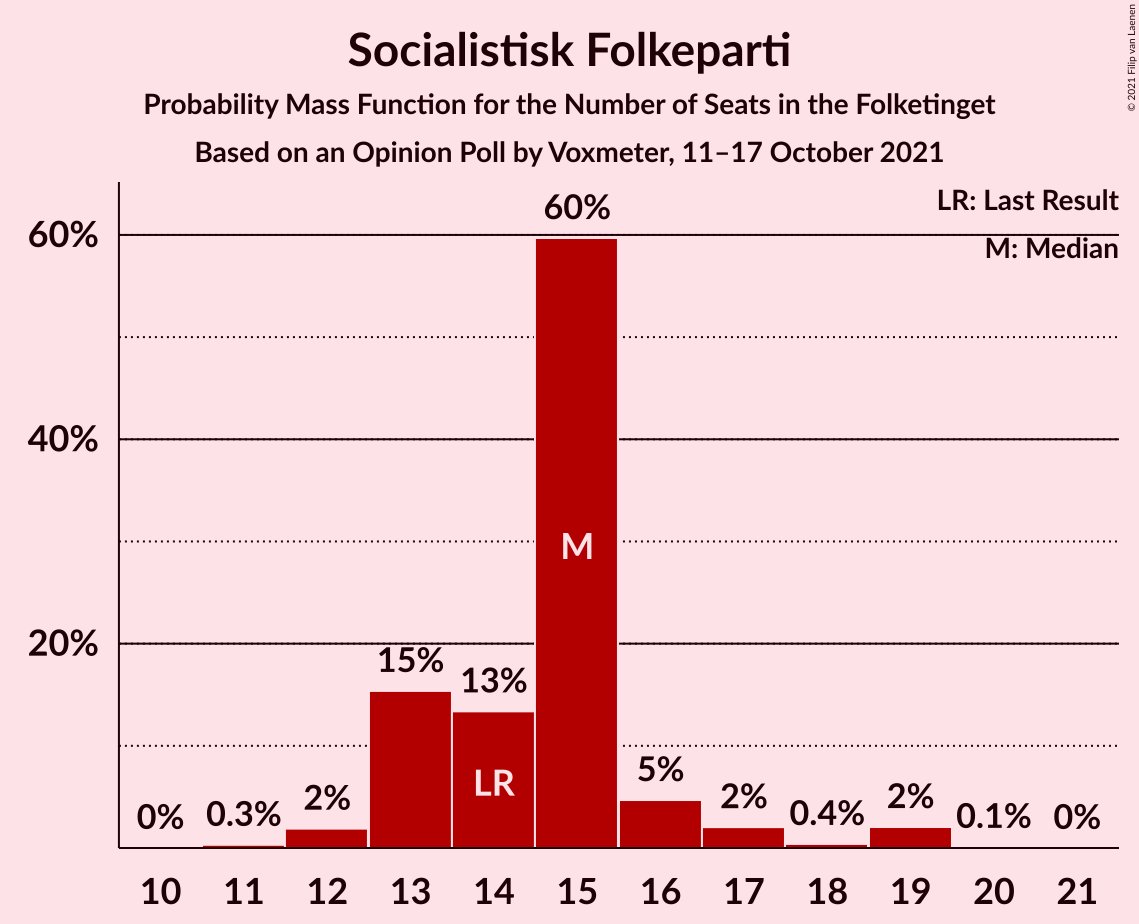 Socialistisk Folkeparti
Probability Mass Function for the Number of Seats in the Folketinget
Based on an Opinion Poll by Voxmeter, 11–17 October 2021
© 2021 Filip van Laenen
LR: Last Result
M: Median
60%
40%
20%
0%
0.3%
2%
15%
13%
60%
5%
2%
0.4%
2%
0.1%
0%
LR
M
10 11 12 13 14 15 16 17 18 19 20 21